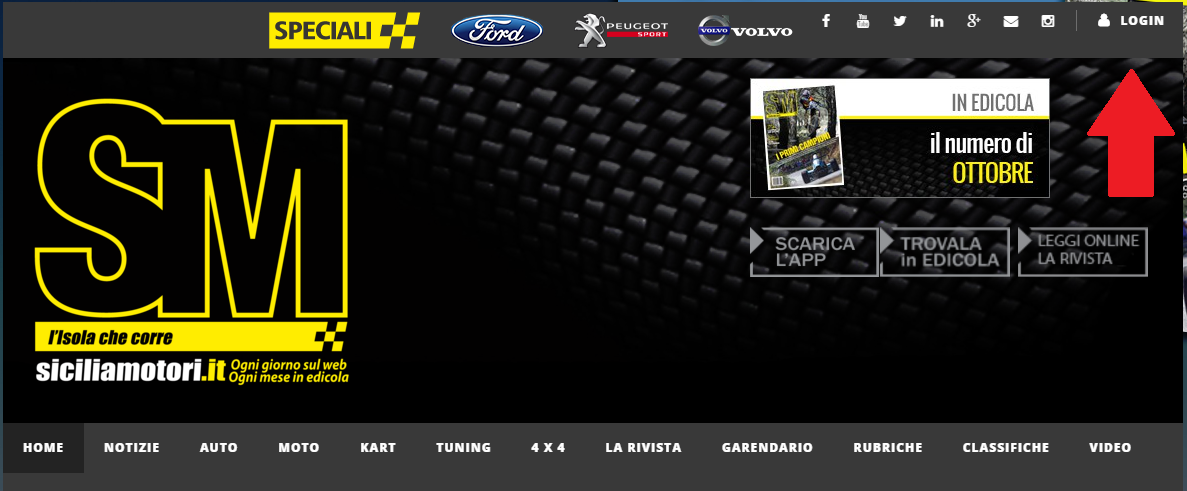 SPECIALI
Ford
PEUGEOT
SPORT
VOLVO
VOLVO
LOGIN
SM
l'Isola che corre
siciliamotori.it
Ogni giorno sul web
Ogni mese in edicola
I PRIMI CAMPIONI
IN EDICOLA
il numero di
OTTOBRE
SCARICA
L'APP
TROVALA
in EDICOLA
LEGGI ONLINE
LA RIVISTA
HOME
NOTIZIE
AUTO
MOTO
KART
TUNING
4 X 4
LA RIVISTA
GARENDARIO
RUBRICHE
CLASSIFICHE
VIDEO